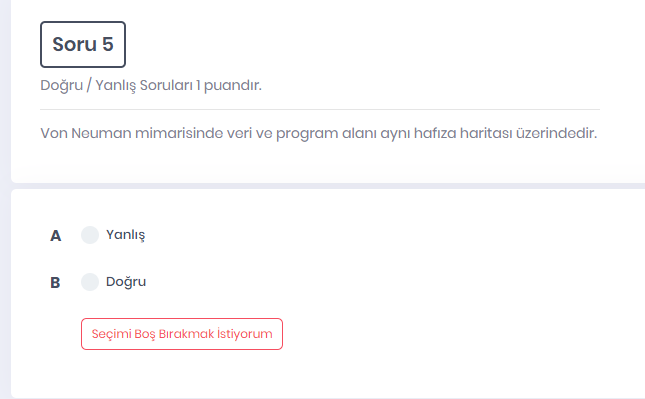 Soru 5
Doğru / Yanlış Soruları 1 puandır.
Von Neuman mimarisinde veri ve program alanı aynı hafıza haritası üzerindedir.
A Yanlış
B Doğru
Seçimi Boş Bırakmak İstiyorum